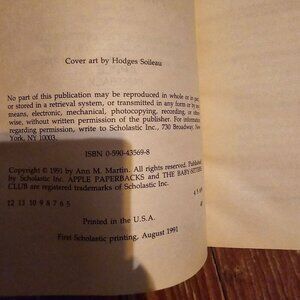 Cover art by Hodges Soileau
No part of this publication may be reproduced in whole or in part,
or stored in a retrieval system, or transmitted in any form or by any
means, electronic, mechanical, photocopying, recording, or other-
wise, without written permission of the publisher. For information
regarding permission, write to Scholastic Inc., 730 Broadway, New
York, NY 10003.
ISBN 0-590-43569-8
Copyright © 1991 by Ann M. Martin. All rights reserved. Published
by Scholastic Inc. APPLE PAPERBACKS and THE BABY-SITTERS
CLUB are registered trademarks of Scholastic Inc.
12 11 10 9 8 7 6 5
Printed in the U.S.A.
First Scholastic printing, August 1991